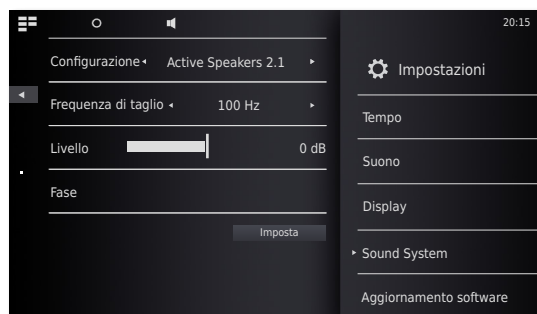 20:15
Configurazione
Active Speakers 2.1
Frequenza di taglio
100 Hz
Livello
0 dB
Fase
Imposta
Impostazioni
Tempo
Suono
Display
Sound System
Aggiornamento software